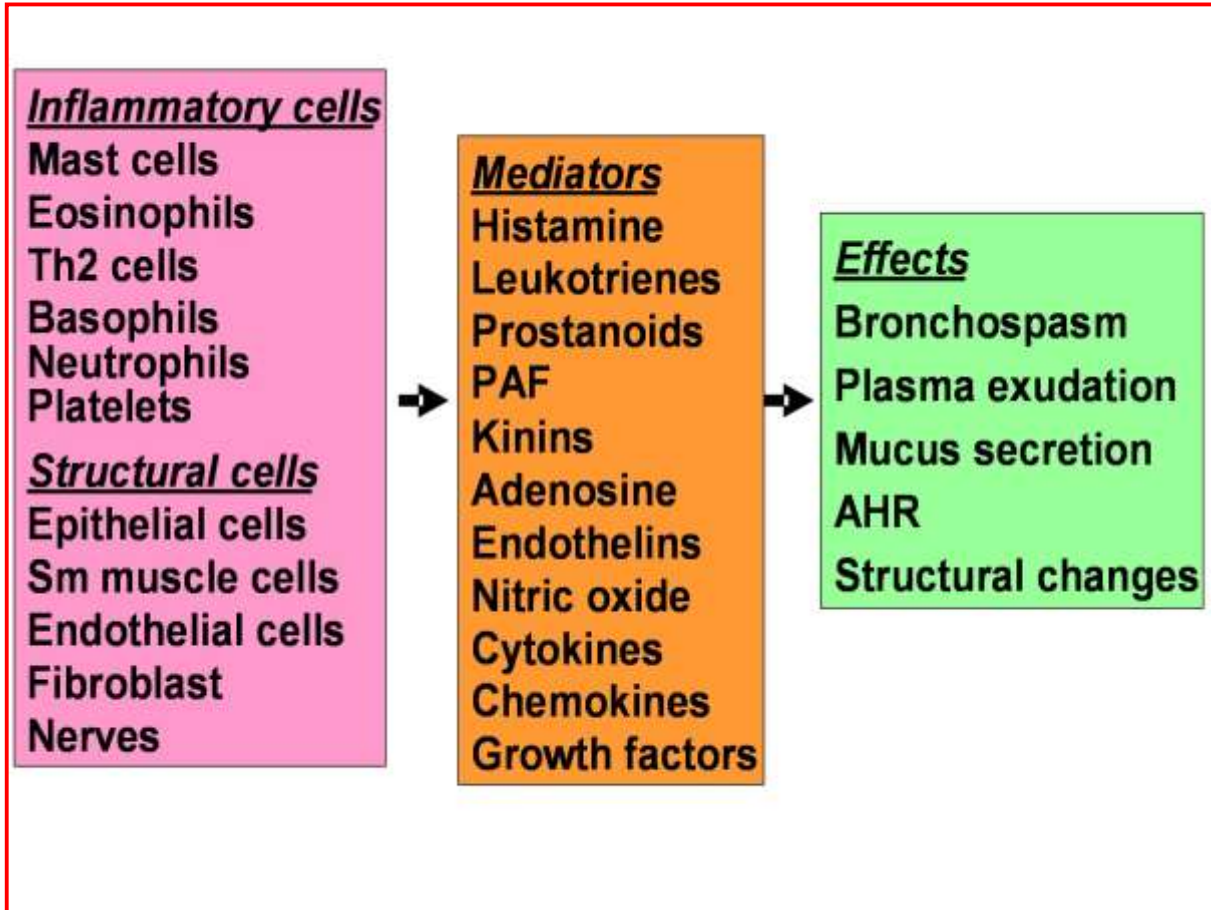 Inflammatory cells
Mast cells
Eosinophils
Th2 cells
Basophils
Neutrophils
Platelets
Structural cells
Epithelial cells
Sm muscle cells
Endothelial cells
Fibroblast
Nerves
Mediators
Histamine
Leukotrienes
Prostanoids
PAF
Kinins
Adenosine
Endothelins
Nitric oxide
Cytokines
Chemokines
Growth factors
Effects
Bronchospasm
Plasma exudation
Mucus secretion
AHR
Structural changes